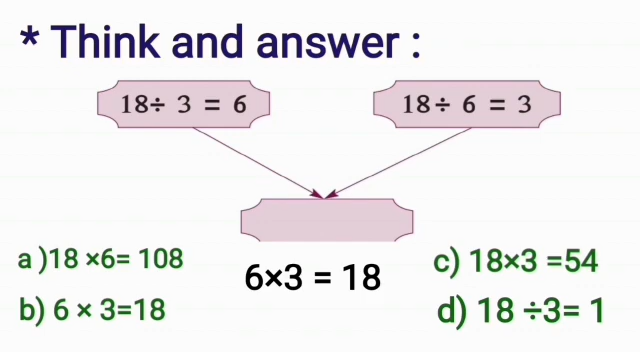 * Think and answer :
18÷ 3 = 6
18÷ 6 = 3
a )18 ×6= 108
6×3 = 18
c) 18×3 =54
b) 6 × 3=18
d) 18 ÷3= 1